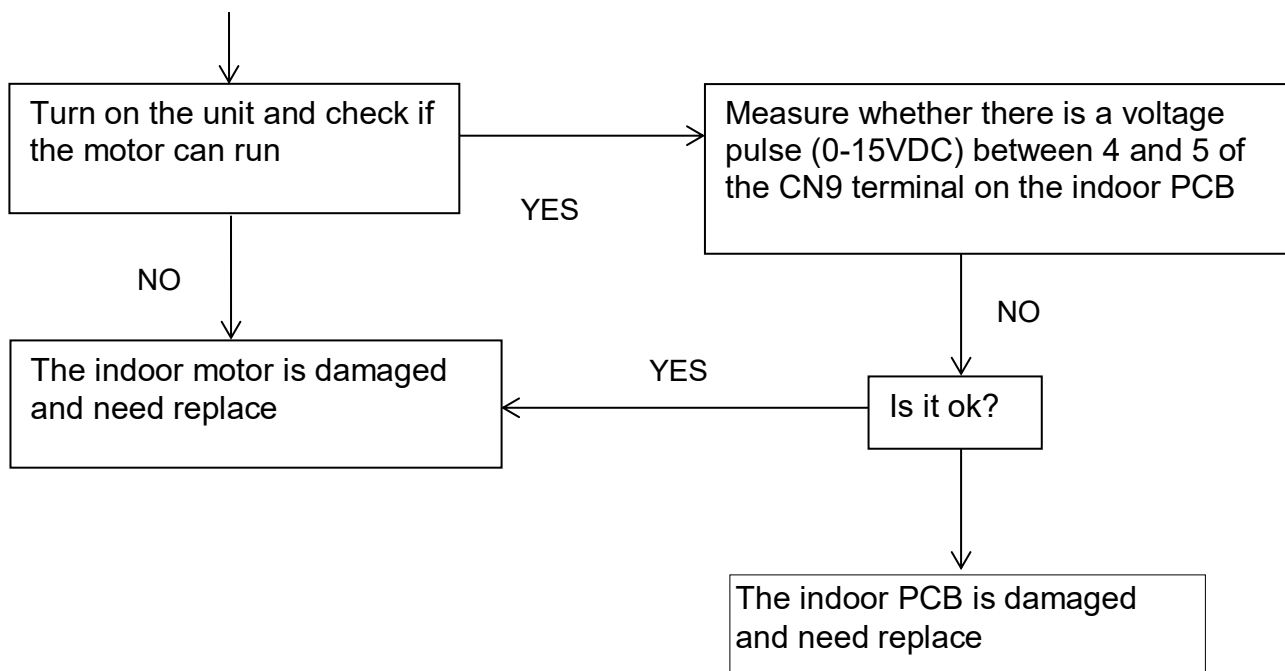 Turn on the unit and check if
the motor can run
YES
Measure whether there is a voltage
pulse (0-15VDC) between 4 and 5 of
the CN9 terminal on the indoor PCB
NO
NO
The indoor motor is damaged
and need replace
YES
Is it ok?
The indoor PCB is damaged
and need replace